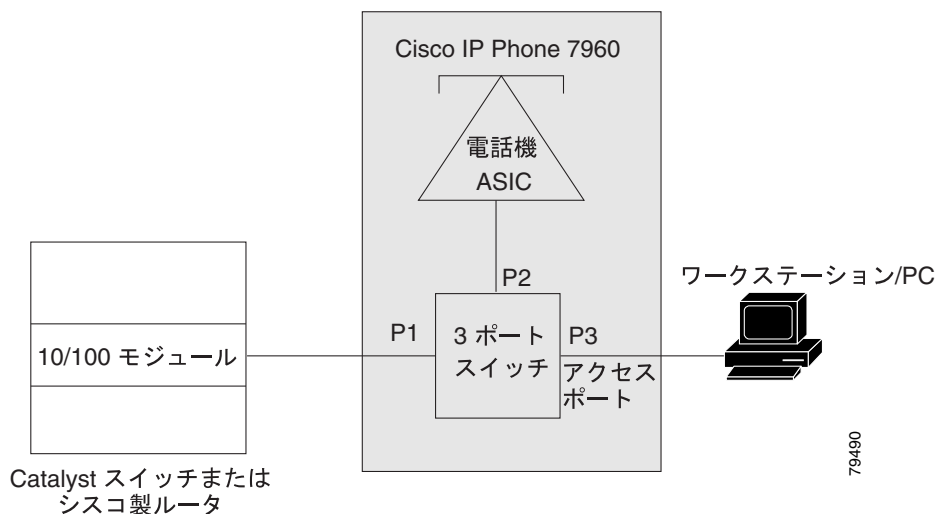 Cisco IP Phone 7960
電話機
ASIC
P2
ワークステーション/PC
P1
3 ポート
スイッチ
P3
アクセス
ポート
10/100 モジュール
Catalyst スイッチまたは
シスコ製ルータ
79490